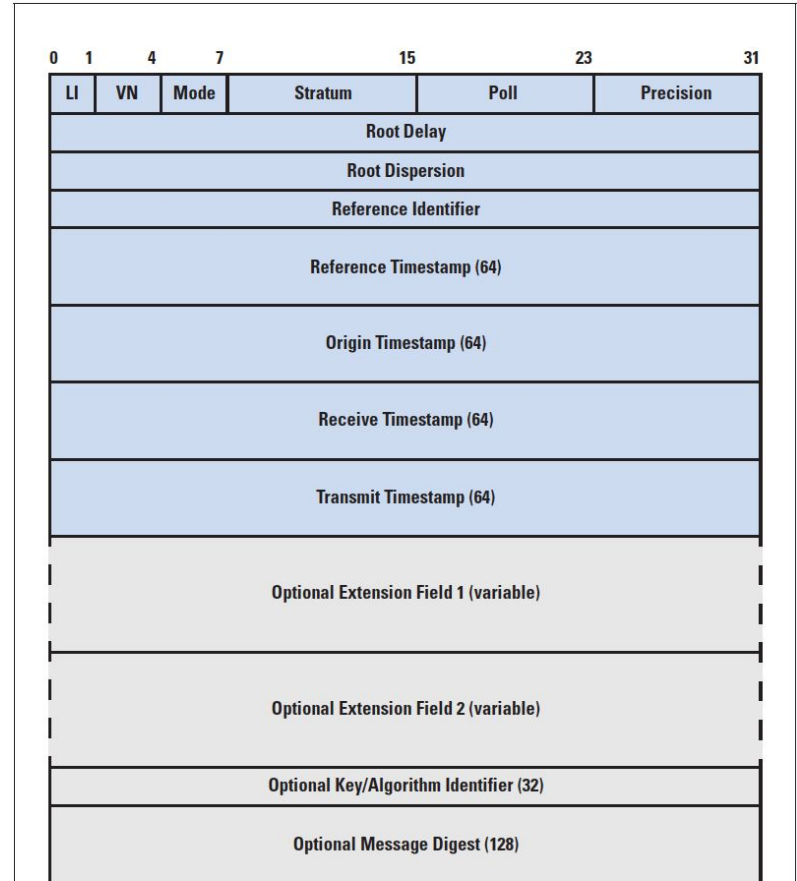 0 1 4 7 15 23 31
LI VN Mode Stratum Poll Precision
Root Delay
Root Dispersion
Reference Identifier
Reference Timestamp (64)
Origin Timestamp (64)
Receive Timestamp (64)
Transmit Timestamp (64)
Optional Extension Field 1 (variable)
Optional Extension Field 2 (variable)
Optional Key/Algorithm Identifier (32)
Optional Message Digest (128)